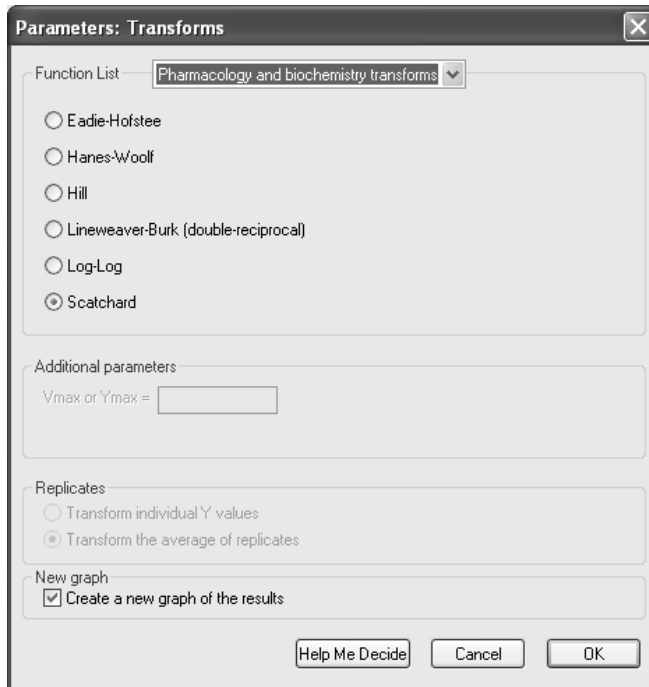 Parameters: Transforms
Function List
Pharmacology and biochemistry transforms
Eadie-Hofstee
Hanes-Woolf
Hill
Lineweaver-Burk (double-reciprocal)
Log-Log
Scatchard
Additional parameters
Vmax or Ymax =
Replicates
Transform individual Y values
Transform the average of replicates
New graph
Create a new graph of the results
Help Me Decide Cancel OK